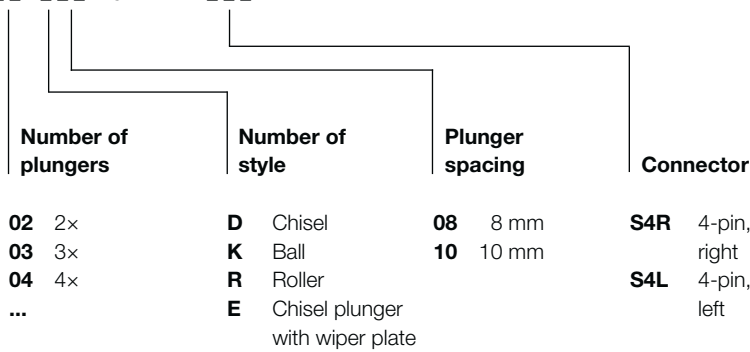 Number of plungers
02 2×
03 3×
04 4×
...
Number of style
D Chisel
K Ball
R Roller
E Chisel plunger
with wiper plate
Plunger spacing
08 8 mm
10 10 mm
Connector
S4R 4-pin,
right
S4L 4-pin,
left